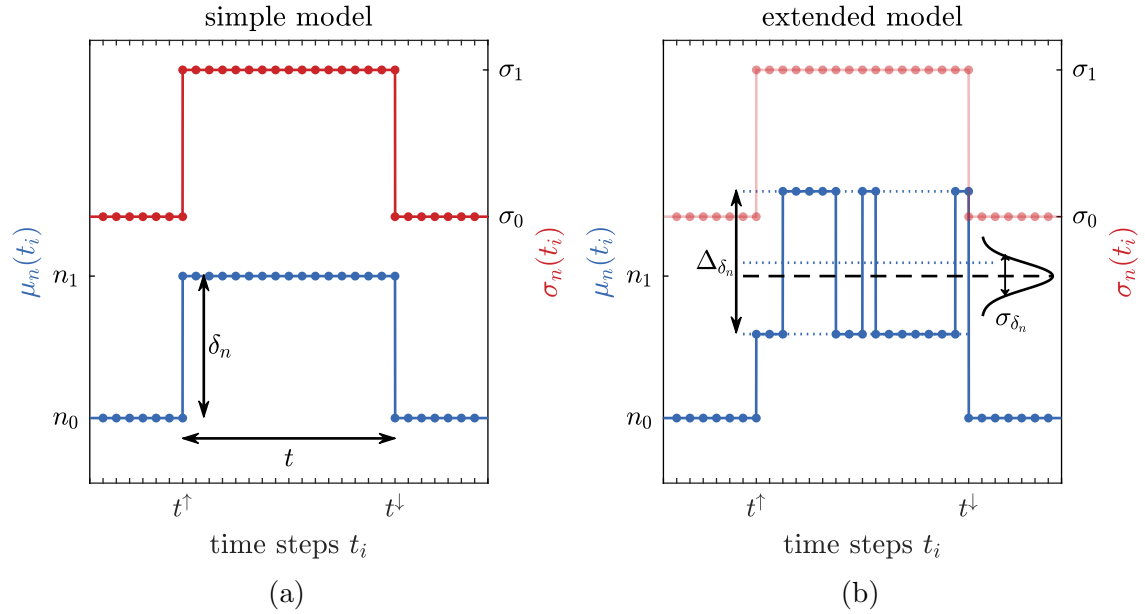 simple model
σ₁
σ₀
μₙ(tᵢ)
σₙ(tᵢ)
n₁
n₀
δₙ
t
t↑
t↓
time steps tᵢ
(a)
extended model
σ₁
σ₀
μₙ(tᵢ)
σₙ(tᵢ)
n₁
n₀
Δδₙ
σδₙ
t↑
t↓
time steps tᵢ
(b)